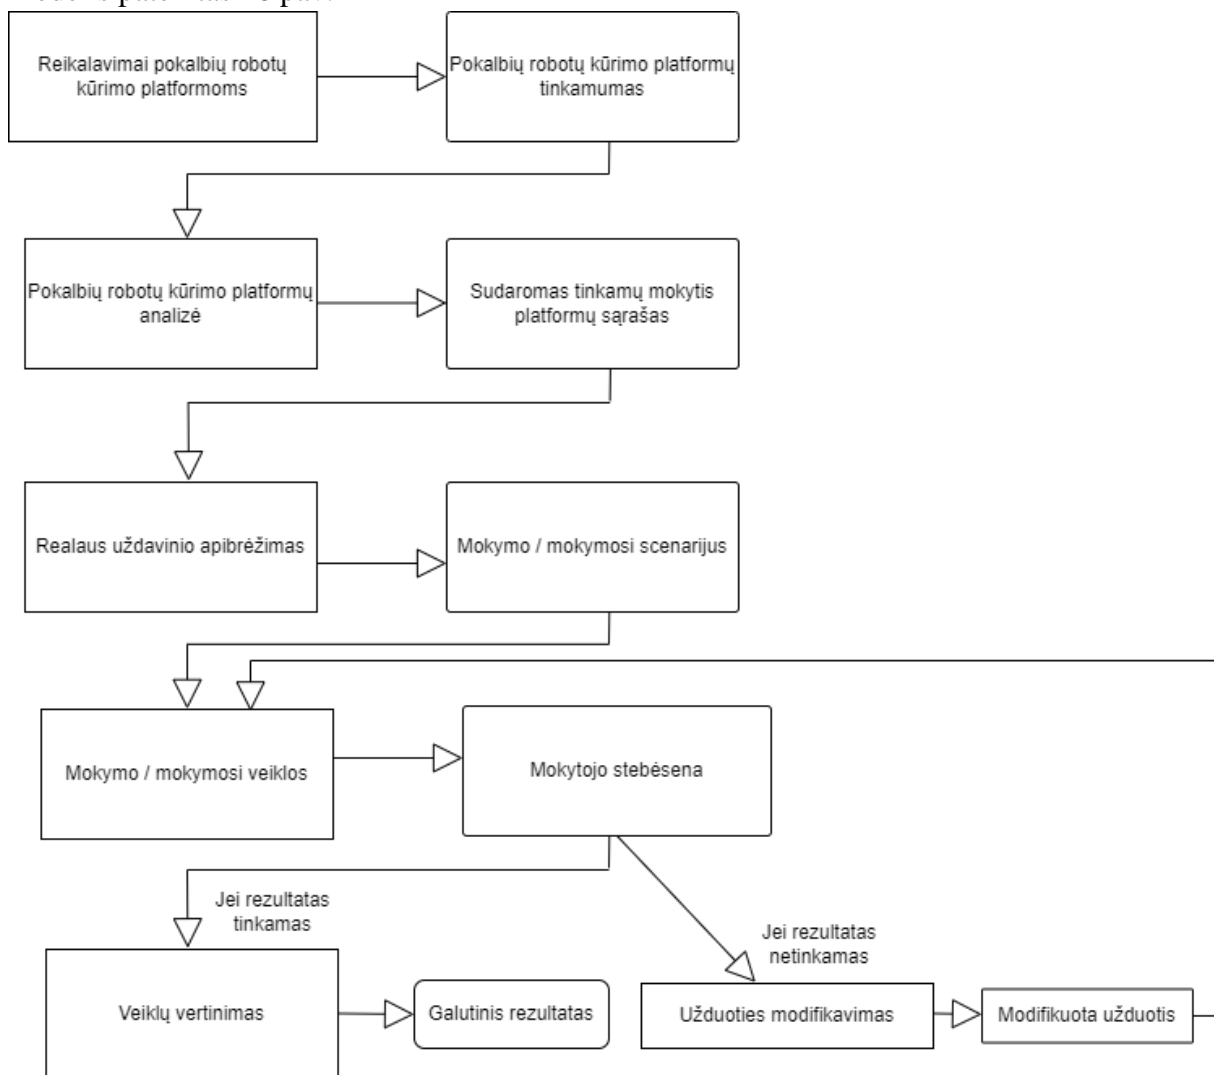 Reikalavimai pokalbių robotų
kūrimo platformoms
Pokalbių robotų kūrimo platformų
tinkamumas
Pokalbių robotų kūrimo platformų
analizė
Sudaromas tinkamų mokytis
platformų sąrašas
Realaus uždavinio apibrėžimas
Mokymo / mokymosi scenarijus
Mokymo / mokymosi veiklos
Mokytojo stebėsena
Jei rezultatas
tinkamas
Jei rezultatas
netinkamas
Veiklų vertinimas
Galutinis rezultatas
Užduoties modifikavimas
Modifikuota užduotis